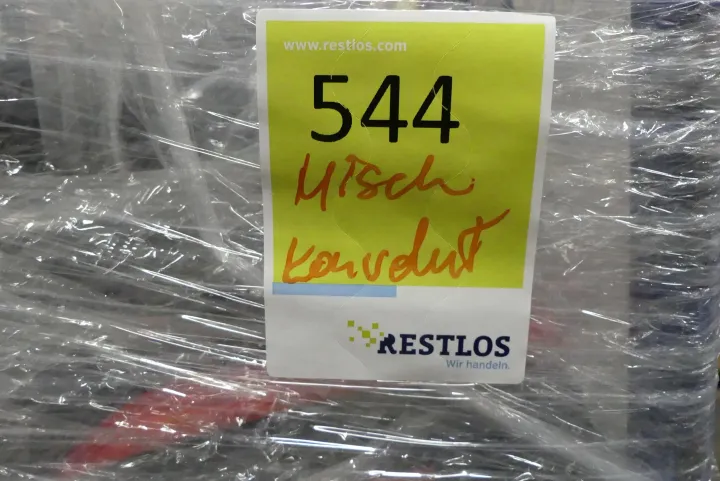 www.restlos.com
544
Misch
Konvolut
RESTLOS
Wir handeln.